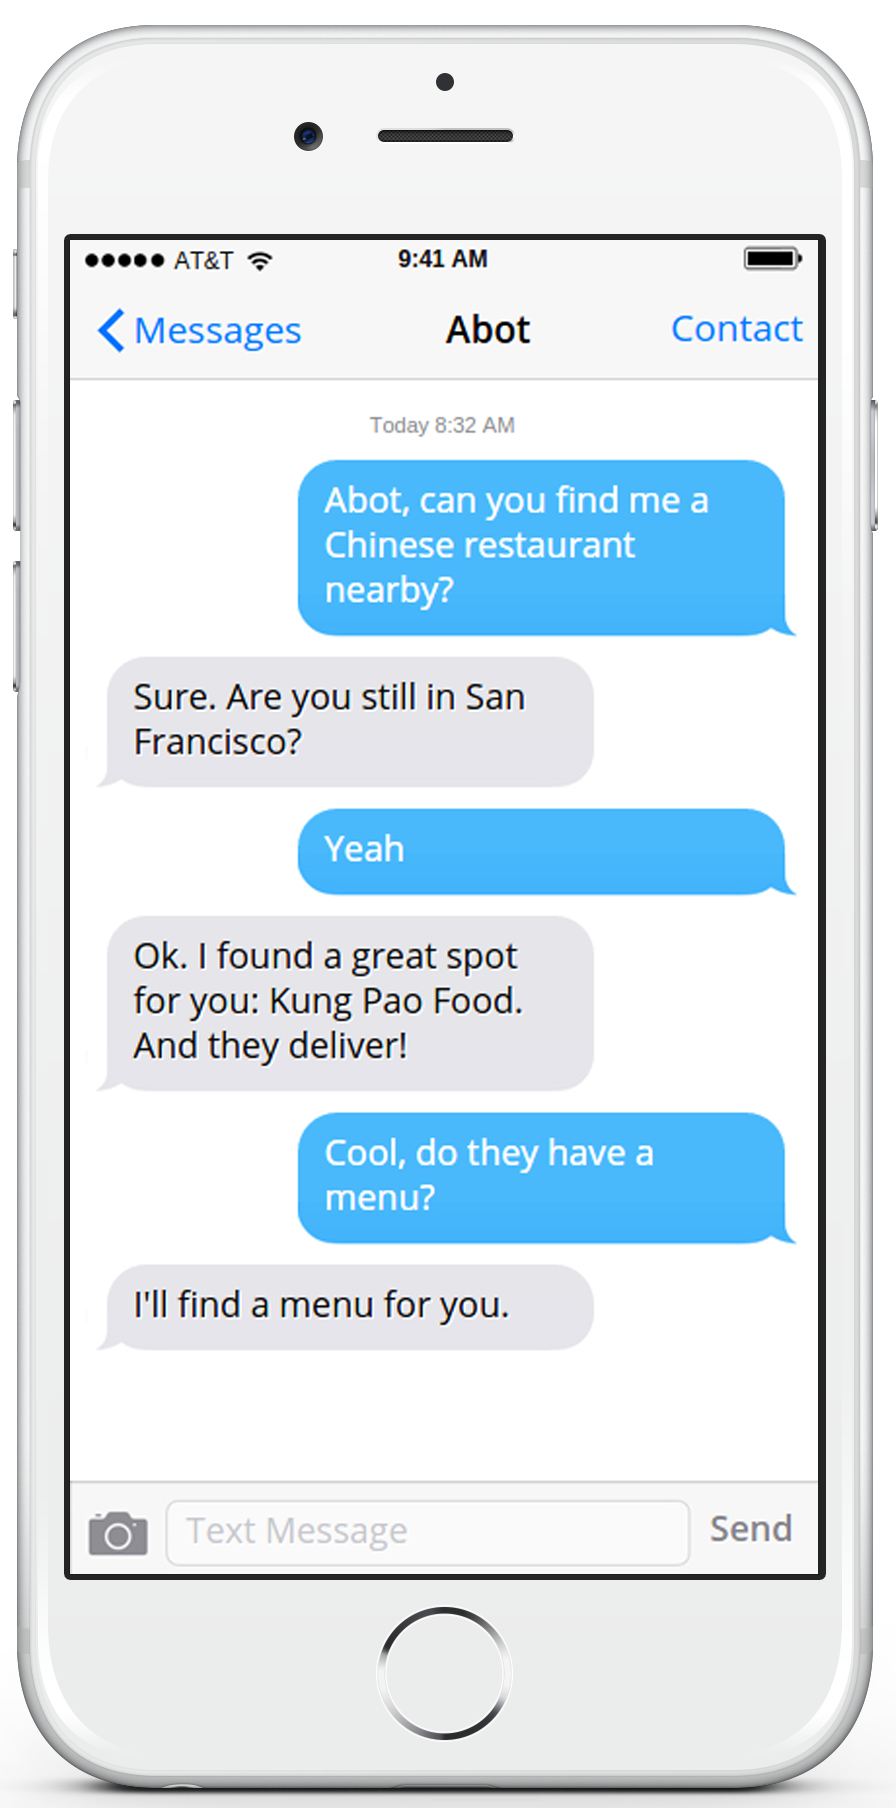 AT&T 9:41 AM
Messages Abot Contact
Today 8:32 AM
Abot, can you find me a
Chinese restaurant
nearby?
Sure. Are you still in San
Francisco?
Yeah
Ok. I found a great spot
for you: Kung Pao Food.
And they deliver!
Cool, do they have a
menu?
I'll find a menu for you.
Text Message Send